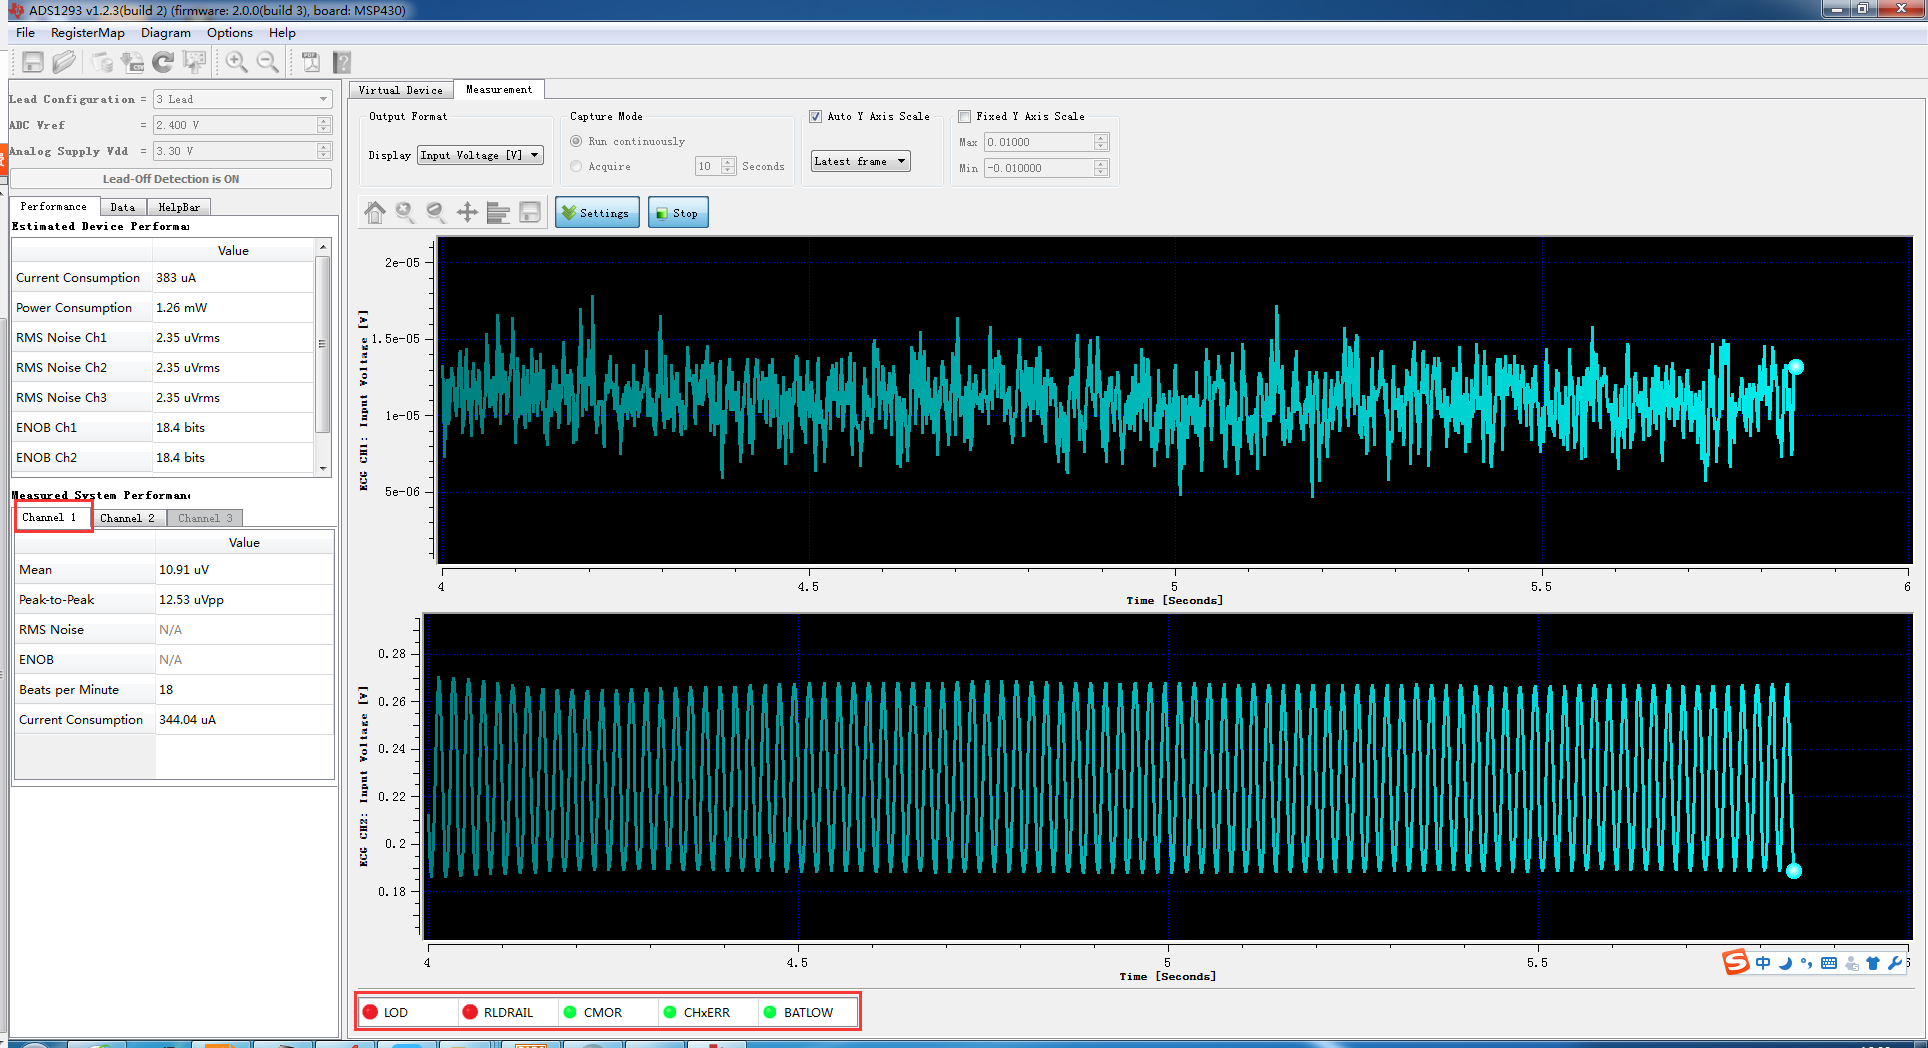 ADS1293 v1.2.3(build 2) (firmware: 2.0.0(build 3), board: MSP430)
File RegisterMap Diagram Options Help
Lead Configuration = 3 Lead
ADC Vref = 2.400 V
Analog Supply Vdd = 3.30 V
Lead-Off Detection is ON
Performance Data HelpBar
Estimated Device Performa
Value
Current Consumption 383 uA
Power Consumption 1.26 mW
RMS Noise Ch1 2.35 uVrms
RMS Noise Ch2 2.35 uVrms
RMS Noise Ch3 2.35 uVrms
ENOB Ch1 18.4 bits
ENOB Ch2 18.4 bits
Measured System Performanc
Channel 1 Channel 2 Channel 3
Value
Mean 10.91 uV
Peak-to-Peak 12.53 uVpp
RMS Noise N/A
ENOB N/A
Beats per Minute 18
Current Consumption 344.04 uA
Virtual Device Measurement
Output Format
Display Input Voltage [V]
Capture Mode
Run continuously
Acquire 10 Seconds
Auto Y Axis Scale
Latest frame
Fixed Y Axis Scale
Max 0.01000
Min -0.010000
Settings Stop
ECG CH1: Input Voltage [V]
2e-05
1.5e-05
1e-05
5e-06
4 4.5 5 5.5 6
Time [Seconds]
ECG CH2: Input Voltage [V]
0.28
0.26
0.24
0.22
0.2
0.18
4 4.5 5 5.5
Time [Seconds]
中
LOD RLDRAIL CMOR CHxERR BATLOW